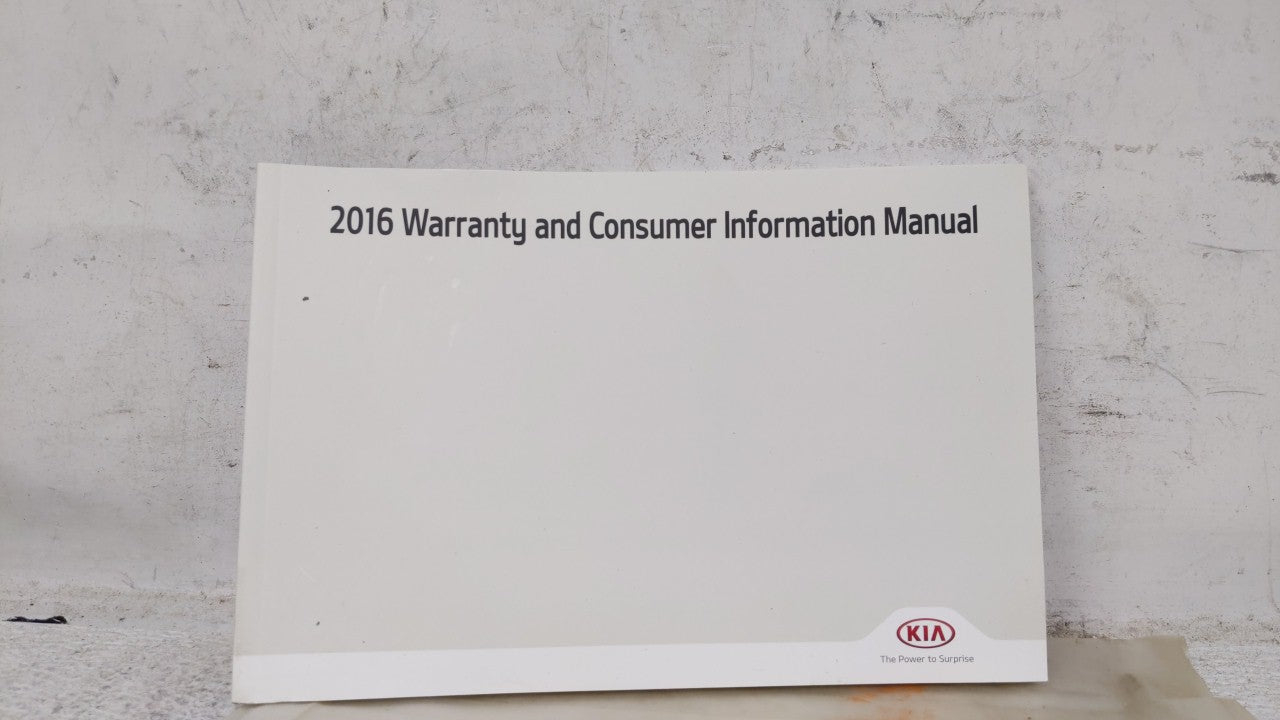 2016 Warranty and Consumer Information Manual
KIA
The Power to Surprise